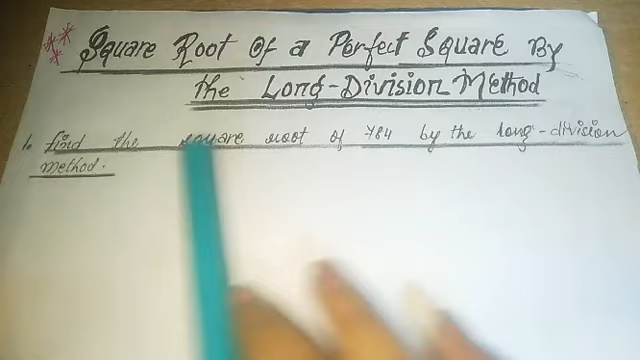 Square Root Of a Perfect Square By
The Long-Division Method
1. find the square root of 784 by the long-division
method.